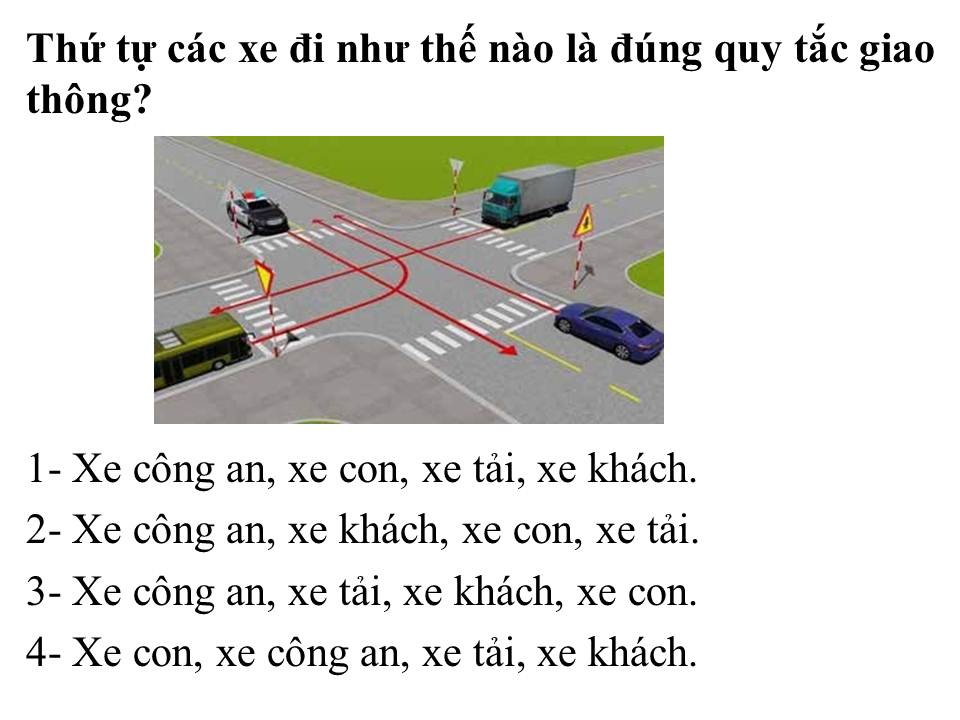 Thứ tự các xe đi như thế nào là đúng quy tắc giao
thông?
1- Xe công an, xe con, xe tải, xe khách.
2- Xe công an, xe khách, xe con, xe tải.
3- Xe công an, xe tải, xe khách, xe con.
4- Xe con, xe công an, xe tải, xe khách.